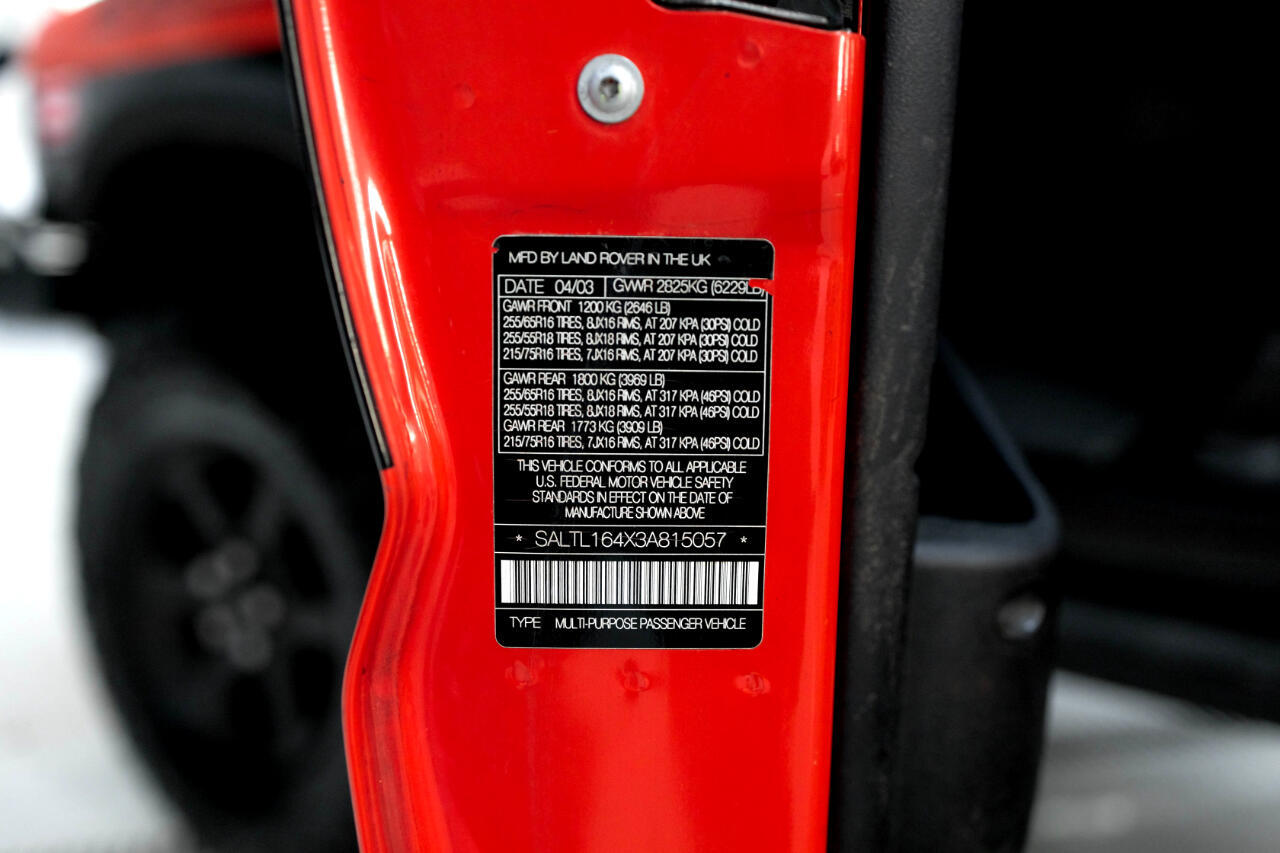 MFD BY LAND ROVER IN THE UK
DATE 04/03 GVWR 2825KG (6229LB)
GAWR FRONT 1200 KG (2646 LB)
255/65R16 TIRES, 8JX16 RIMS, AT 207 KPA (30PSI) COLD
255/55R18 TIRES, 8JX18 RIMS, AT 207 KPA (30PSI) COLD
215/75R16 TIRES, 7JX16 RIMS, AT 207 KPA (30PSI) COLD
GAWR REAR 1800 KG (3969 LB)
255/65R16 TIRES, 8JX16 RIMS, AT 317 KPA (46PSI) COLD
255/55R18 TIRES, 8JX18 RIMS, AT 317 KPA (46PSI) COLD
GAWR REAR 1773 KG (3909 LB)
215/75R16 TIRES, 7JX16 RIMS, AT 317 KPA (46PSI) COLD
THIS VEHICLE CONFORMS TO ALL APPLICABLE
U.S. FEDERAL MOTOR VEHICLE SAFETY
STANDARDS IN EFFECT ON THE DATE OF
MANUFACTURE SHOWN ABOVE
* SALTL164X3A815057 *
TYPE MULTI-PURPOSE PASSENGER VEHICLE